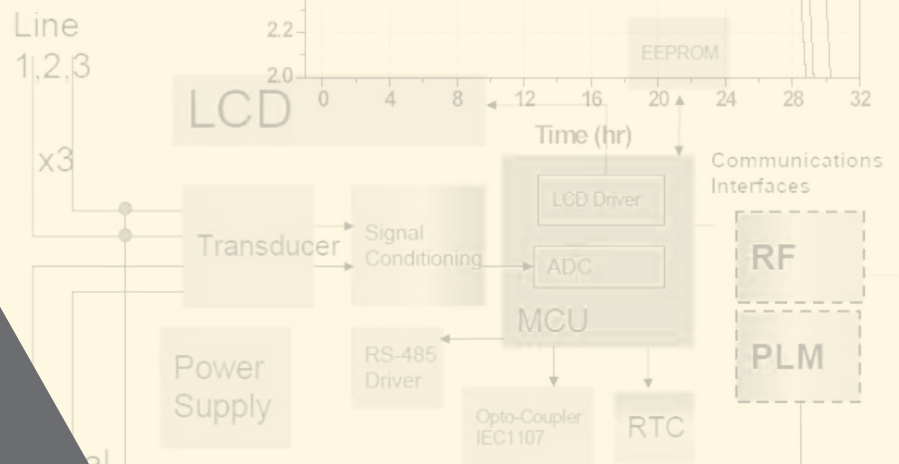 Line
1,2,3
x3
2.2
2.0
0 4 8 12 16 20 24 28 32
Time (hr)
EEPROM
LCD
Communications
Interfaces
LCD Driver
ADC
MCU
RF
PLM
Transducer
Signal
Conditioning
Power
Supply
RS-485
Driver
Opto-Coupler
IEC1107
RTC